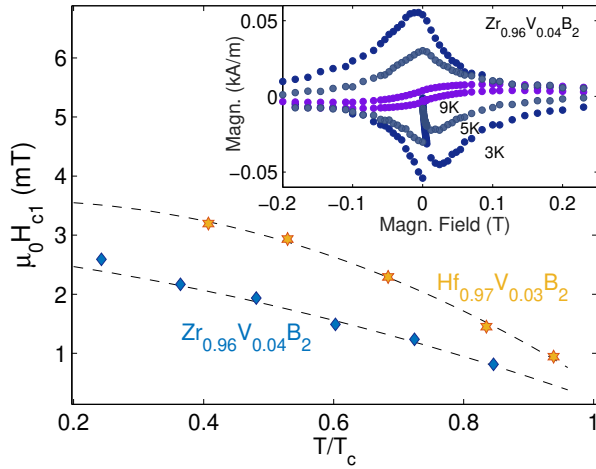 μ₀H_c1 (mT)
6
5
4
3
2
1
0.2
0.4
0.6
0.8
1
T/T_c
Hf₀.₉₇V₀.₀₃B₂
Zr₀.₉₆V₀.₀₄B₂
Magn. (kA/m)
0.05
0
-0.05
-0.2
-0.1
0
0.1
0.2
Magn. Field (T)
Zr₀.₉₆V₀.₀₄B₂
9K
5K
3K